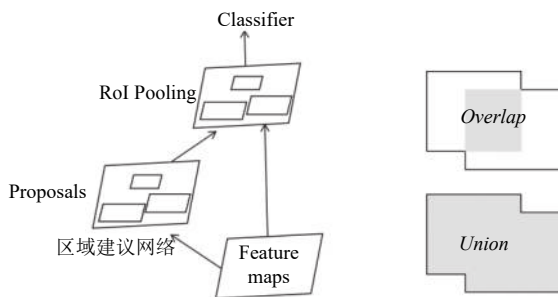 Classifier
RoI Pooling
Proposals
区域建议网络
Feature
maps
Overlap
Union